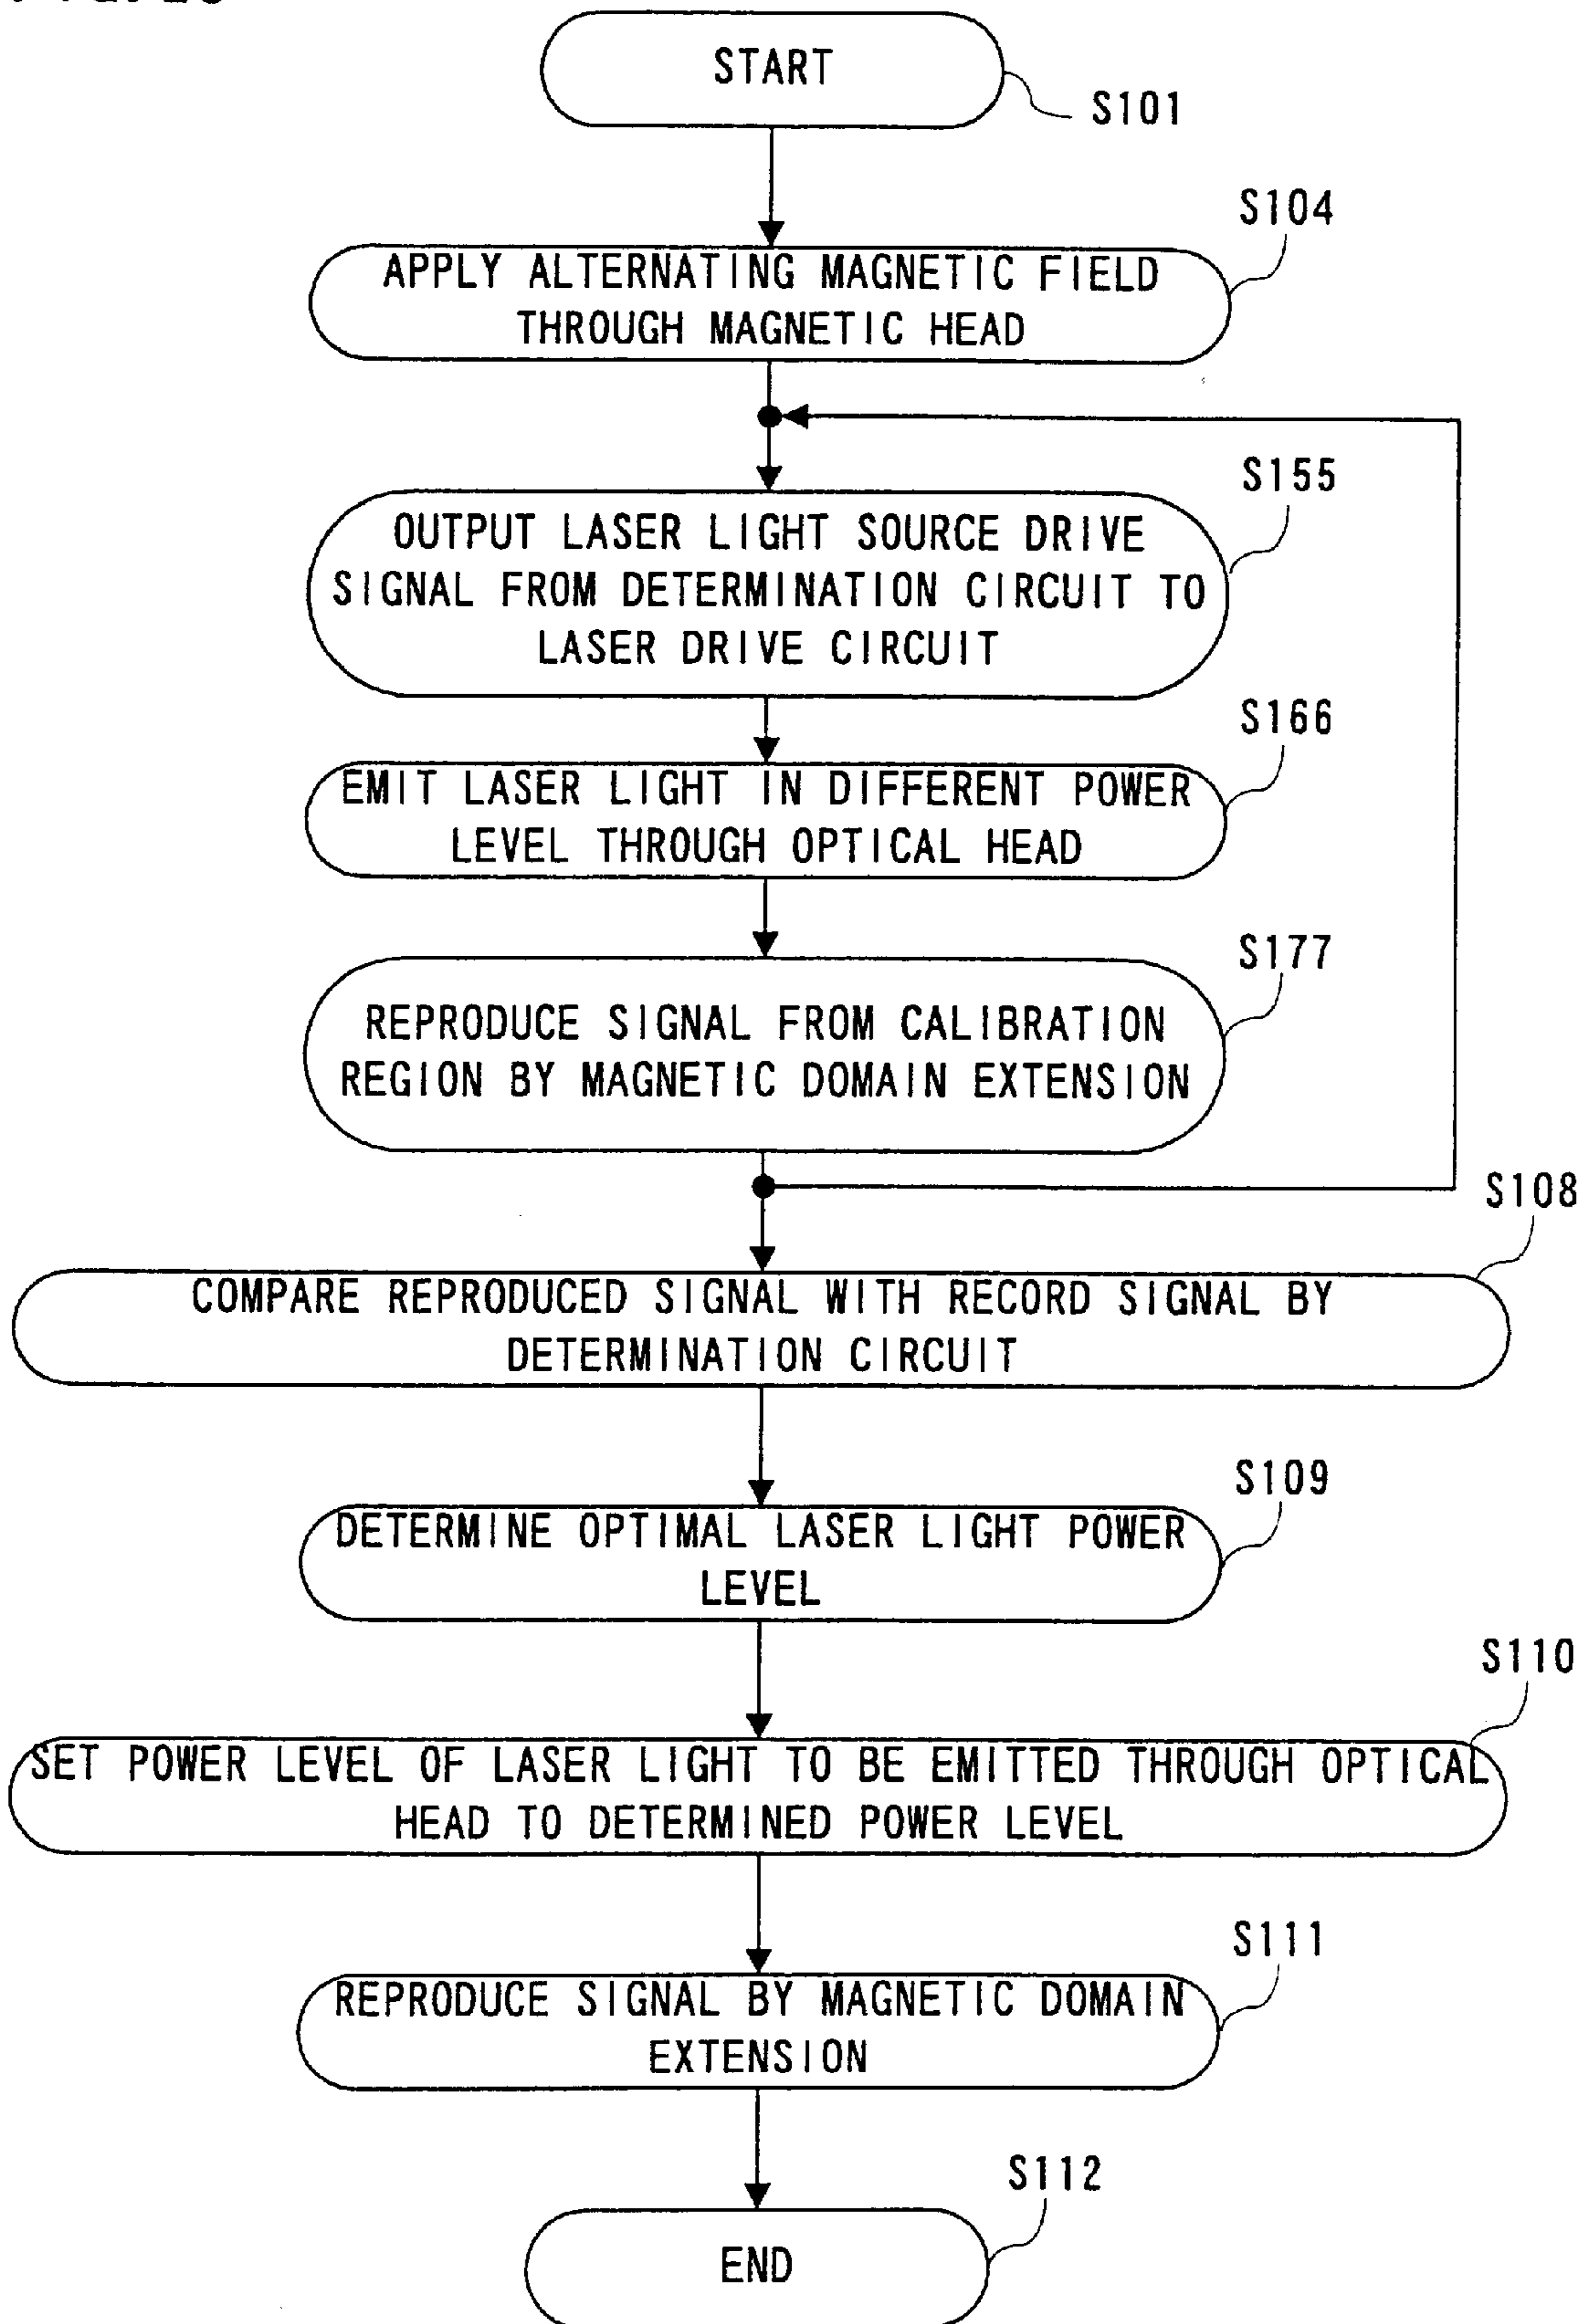 START
S101
S104
APPLY ALTERNATING MAGNETIC FIELD
THROUGH MAGNETIC HEAD
S155
OUTPUT LASER LIGHT SOURCE DRIVE
SIGNAL FROM DETERMINATION CIRCUIT TO
LASER DRIVE CIRCUIT
S166
EMIT LASER LIGHT IN DIFFERENT POWER
LEVEL THROUGH OPTICAL HEAD
S177
REPRODUCE SIGNAL FROM CALIBRATION
REGION BY MAGNETIC DOMAIN EXTENSION
S108
COMPARE REPRODUCED SIGNAL WITH RECORD SIGNAL BY
DETERMINATION CIRCUIT
S109
DETERMINE OPTIMAL LASER LIGHT POWER
LEVEL
S110
SET POWER LEVEL OF LASER LIGHT TO BE EMITTED THROUGH OPTICAL
HEAD TO DETERMINED POWER LEVEL
S111
REPRODUCE SIGNAL BY MAGNETIC DOMAIN
EXTENSION
S112
END